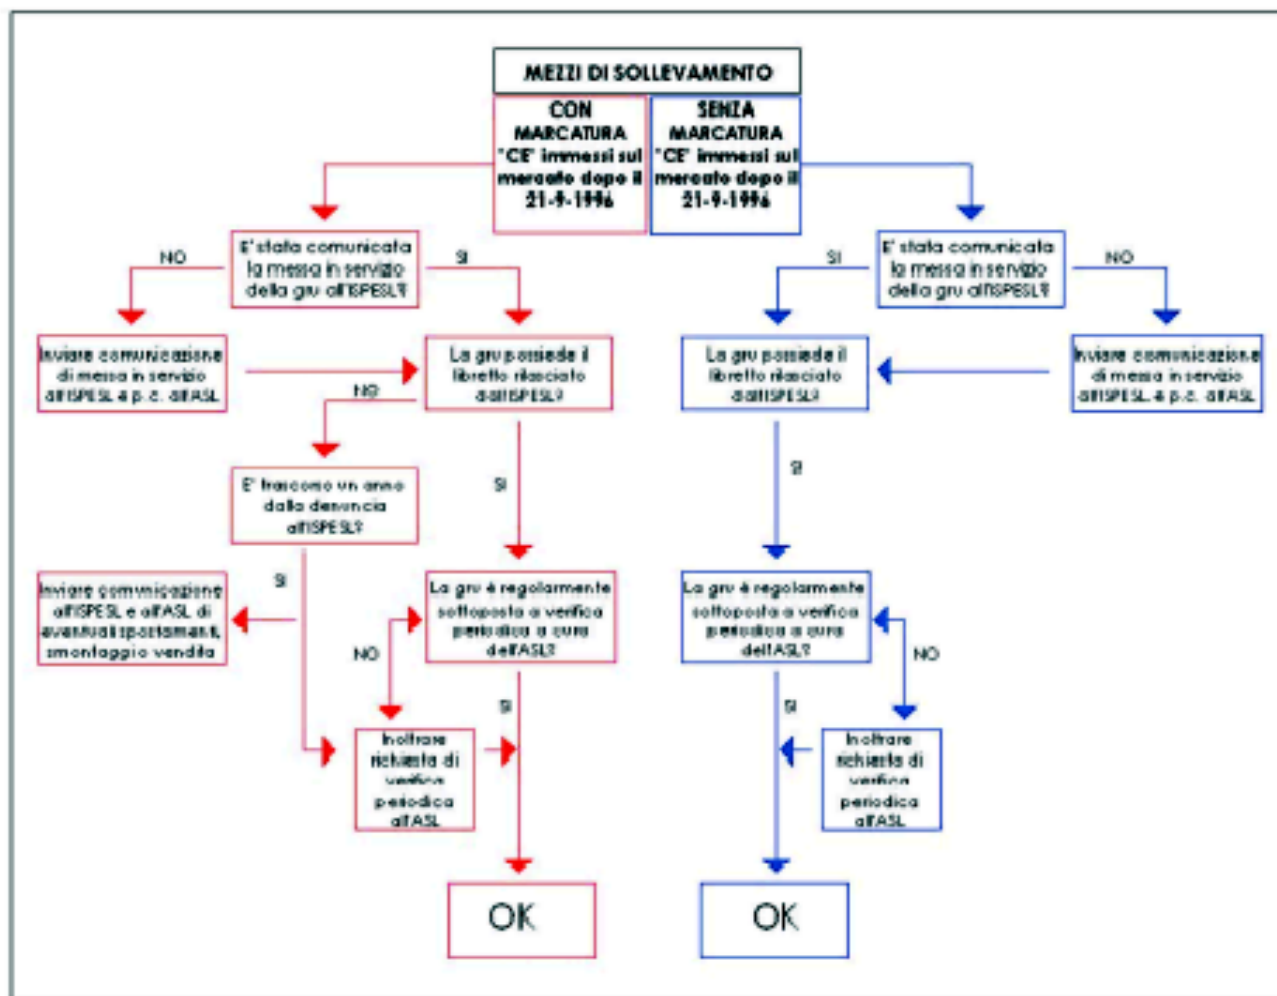 MEZZI DI SOLLEVAMENTO
CON
MARCATURA
"CE" immessi sul
mercato dopo il
21-9-1996
SENZA
MARCATURA
"CE" immessi sul
mercato dopo il
21-9-1996
E' stata comunicata
la messa in servizio
della gru all'ISPESL?
NO
SI
E' stata comunicata
la messa in servizio
della gru all'ISPESL?
SI
NO
Inviare comunicazione
di messa in servizio
all'ISPESL e p.c. all'ASL
La gru possiede il
libretto rilasciato
dall'ISPESL?
La gru possiede il
libretto rilasciato
dall'ISPESL?
Inviare comunicazione
di messa in servizio
all'ISPESL e p.c. all'ASL
NO
E' trascorso un anno
dalla denuncia
all'ISPESL?
SI
SI
SI
Inviare comunicazione
all'ISPESL e all'ASL di
eventuali spostamenti,
smontaggio vendita
La gru è regolarmente
sottoposta a verifica
periodica a cura
dell'ASL?
La gru è regolarmente
sottoposta a verifica
periodica a cura
dell'ASL?
NO
SI
SI
NO
Inoltrare
richiesta di
verifica
periodica
all'ASL
Inoltrare
richiesta di
verifica
periodica
all'ASL
OK
OK